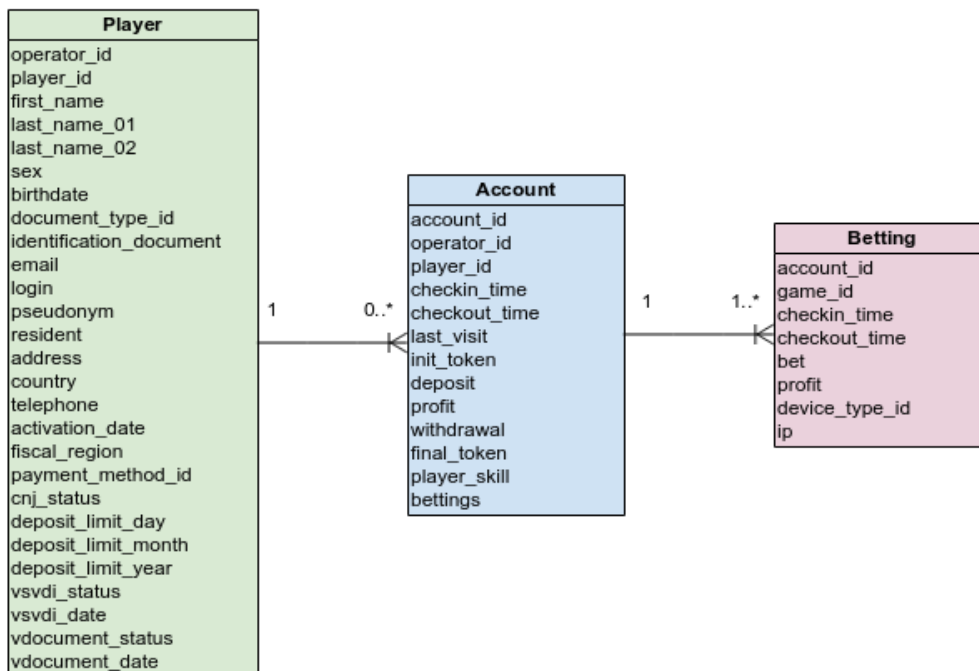 Player
operator_id
player_id
first_name
last_name_01
last_name_02
sex
birthdate
document_type_id
identification_document
email
login
pseudonym
resident
address
country
telephone
activation_date
fiscal_region
payment_method_id
cnj_status
deposit_limit_day
deposit_limit_month
deposit_limit_year
vsvdi_status
vsvdi_date
vdocument_status
vdocument_date
1
0..*
Account
account_id
operator_id
player_id
checkin_time
checkout_time
last_visit
init_token
deposit
profit
withdrawal
final_token
player_skill
bettings
1
1..*
Betting
account_id
game_id
checkin_time
checkout_time
bet
profit
device_type_id
ip